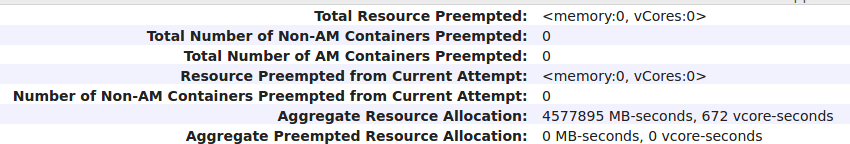 Total Resource Preempted: <memory:0, vCores:0>
Total Number of Non-AM Containers Preempted: 0
Total Number of AM Containers Preempted: 0
Resource Preempted from Current Attempt: <memory:0, vCores:0>
Number of Non-AM Containers Preempted from Current Attempt: 0
Aggregate Resource Allocation: 4577895 MB-seconds, 672 vcore-seconds
Aggregate Preempted Resource Allocation: 0 MB-seconds, 0 vcore-seconds